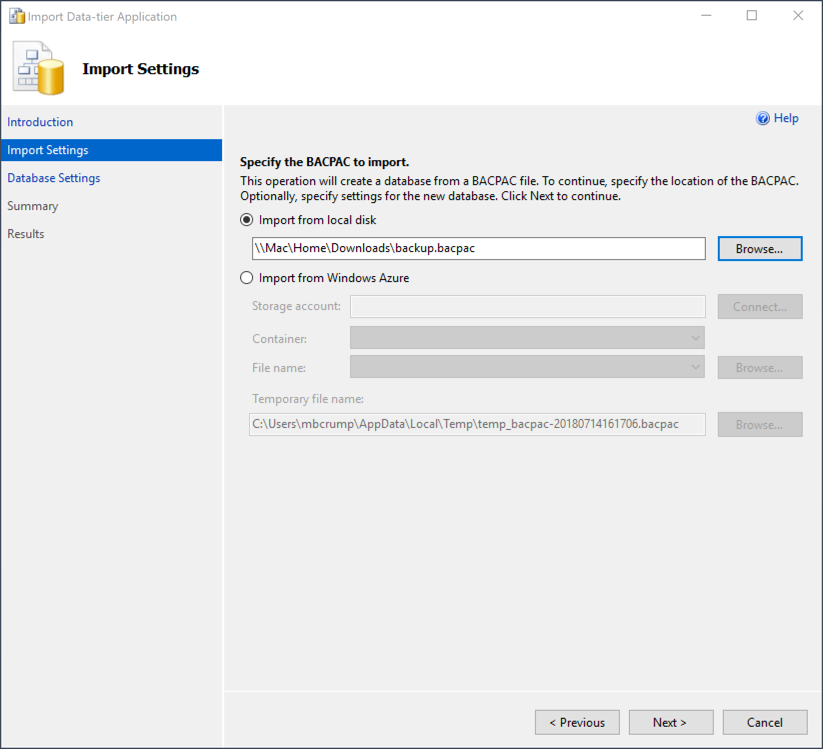 Import Data-tier Application
Import Settings
Introduction
Import Settings
Database Settings
Summary
Results
Help
Specify the BACPAC to import.
This operation will create a database from a BACPAC file. To continue, specify the location of the BACPAC.
Optionally, specify settings for the new database. Click Next to continue.
Import from local disk
\\Mac\Home\Downloads\backup.bacpac
Browse...
Import from Windows Azure
Storage account:
Connect...
Container:
File name:
Browse...
Temporary file name:
C:\Users\mbcrump\AppData\Local\Temp\temp_bacpac-20180714161706.bacpac
Browse...
< Previous
Next >
Cancel